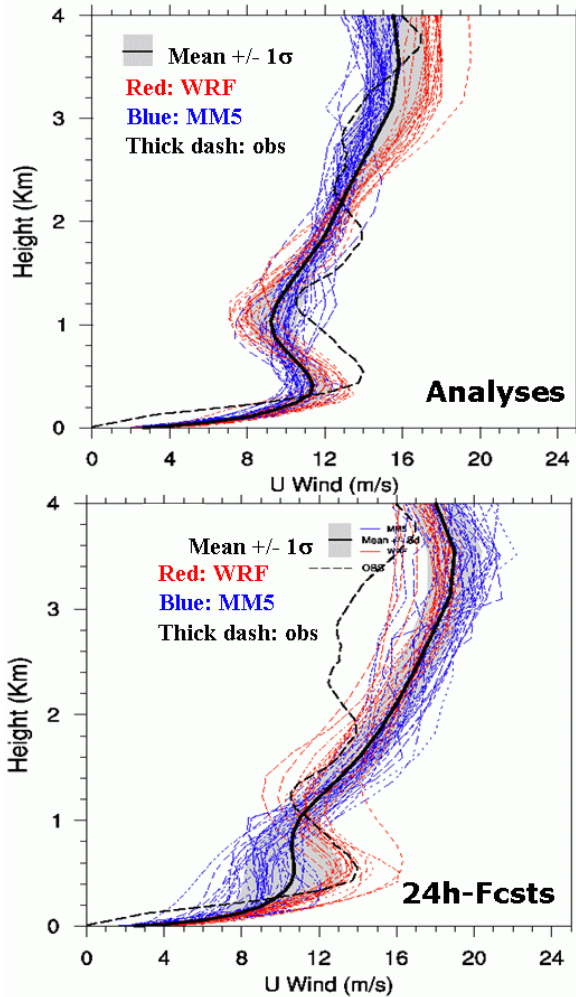 4
Mean +/- 1σ
Red: WRF
Blue: MM5
Thick dash: obs
3
2
1
0
Height (Km)
Analyses
0 4 8 12 16 20 24
U Wind (m/s)
4
MM5
Mean +/- 1σ
Mean +/- Sd
WRF
Red: WRF
OBS
Blue: MM5
Thick dash: obs
3
2
1
0
Height (Km)
24h-Fcsts
0 4 8 12 16 20 24
U Wind (m/s)